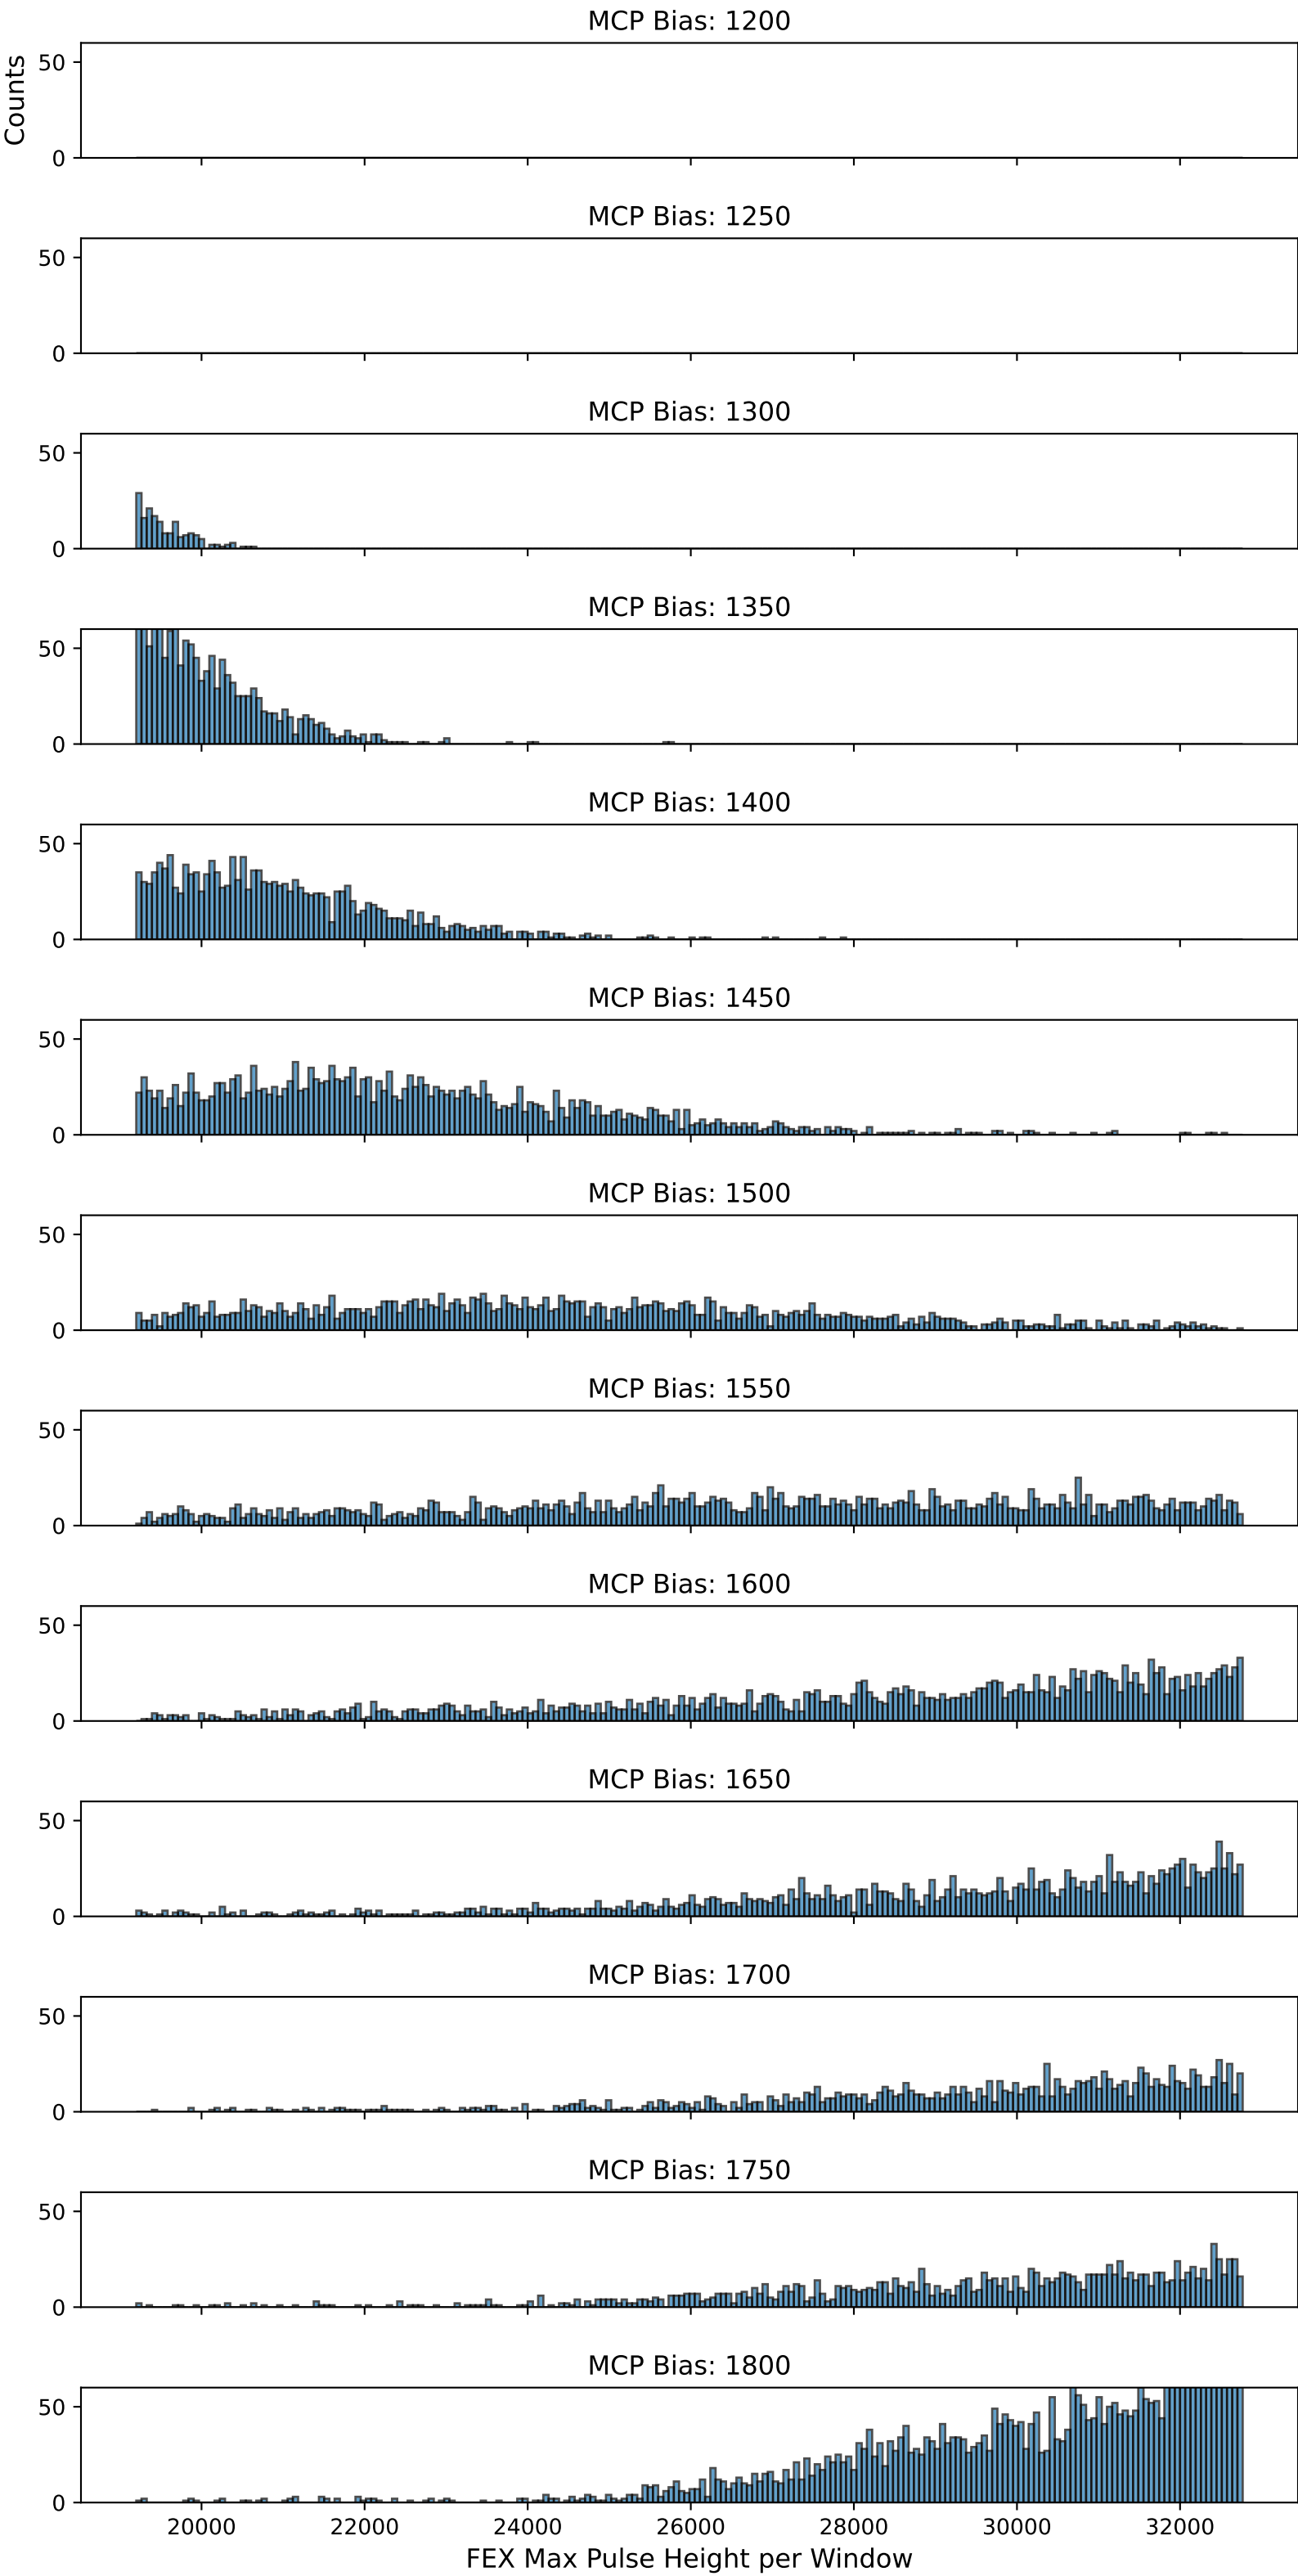 MCP Bias: 1200
Counts
50
0
MCP Bias: 1250
50
0
MCP Bias: 1300
50
0
MCP Bias: 1350
50
0
MCP Bias: 1400
50
0
MCP Bias: 1450
50
0
MCP Bias: 1500
50
0
MCP Bias: 1550
50
0
MCP Bias: 1600
50
0
MCP Bias: 1650
50
0
MCP Bias: 1700
50
0
MCP Bias: 1750
50
0
MCP Bias: 1800
50
0
20000 22000 24000 26000 28000 30000 32000
FEX Max Pulse Height per Window